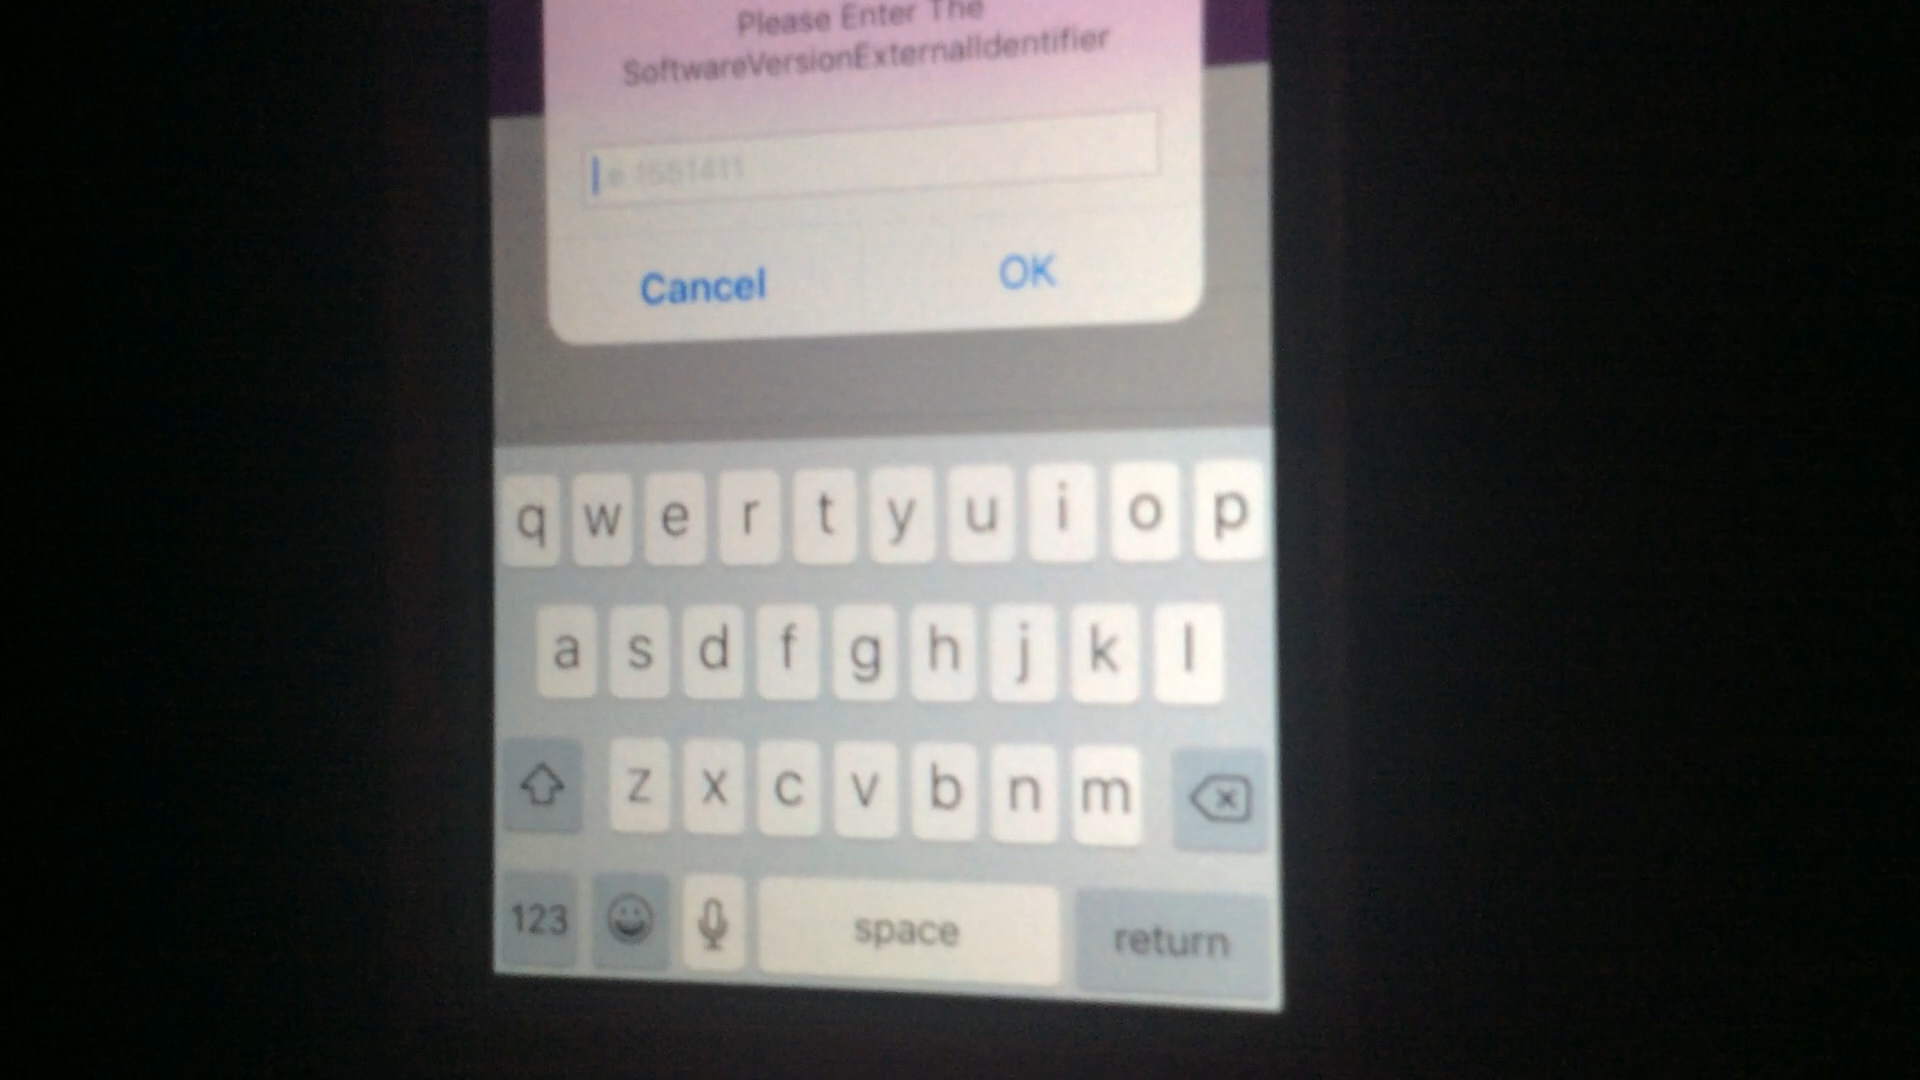 Please Enter The
SoftwareVersionExternalIdentifier
Cancel OK
q w e r t y u i o p
a s d f g h j k l
z x c v b n m
123 space return